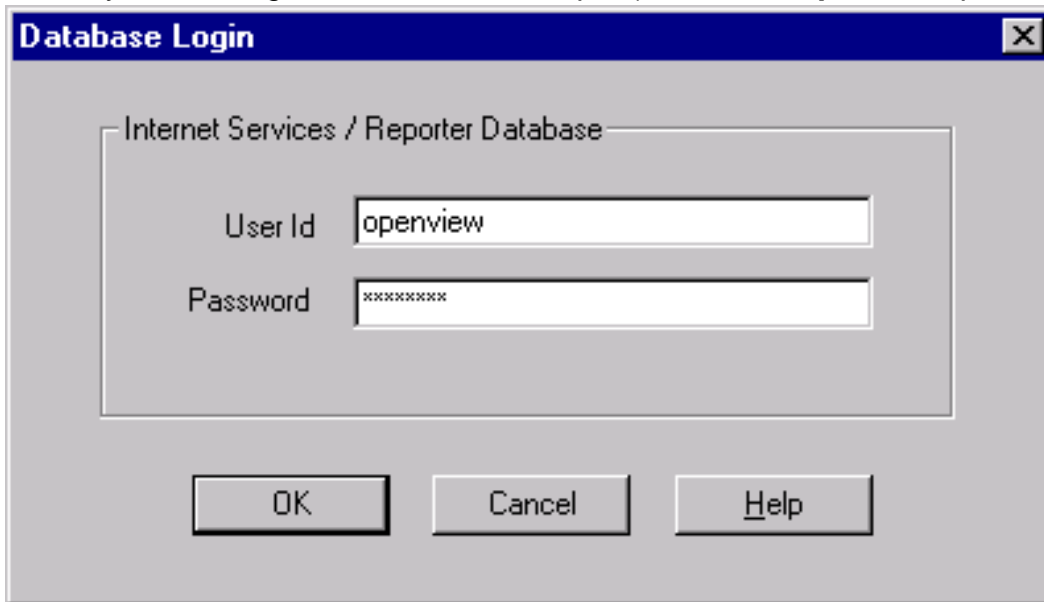 Database Login
Internet Services / Reporter Database
User Id openview
Password ********
OK Cancel Help